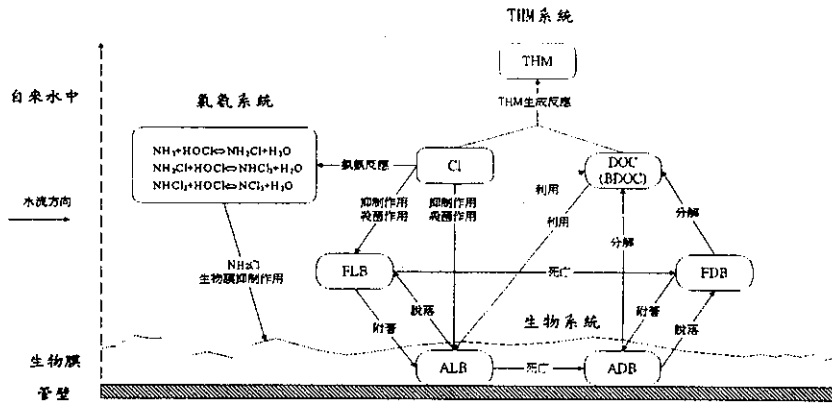 THM系統
THM
自來水中
氯氨系統
THM生成反應
NH₃+HOCl⇔NH₂Cl+H₂O
NH₂Cl+HOCl⇔NHCl₂+H₂O
NHCl₂+HOCl⇔NCl₃+H₂O
氯氨反應
Cl
DOC
(BDOC)
利用
抑制作用
殺菌作用
抑制作用
殺菌作用
利用
分解
分解
水流方向
NH₂Cl
生物膜抑制作用
FLB
死亡
FDB
附著
脫落
附著
脫落
生物系統
生物膜
ALB
死亡
ADB
管壁